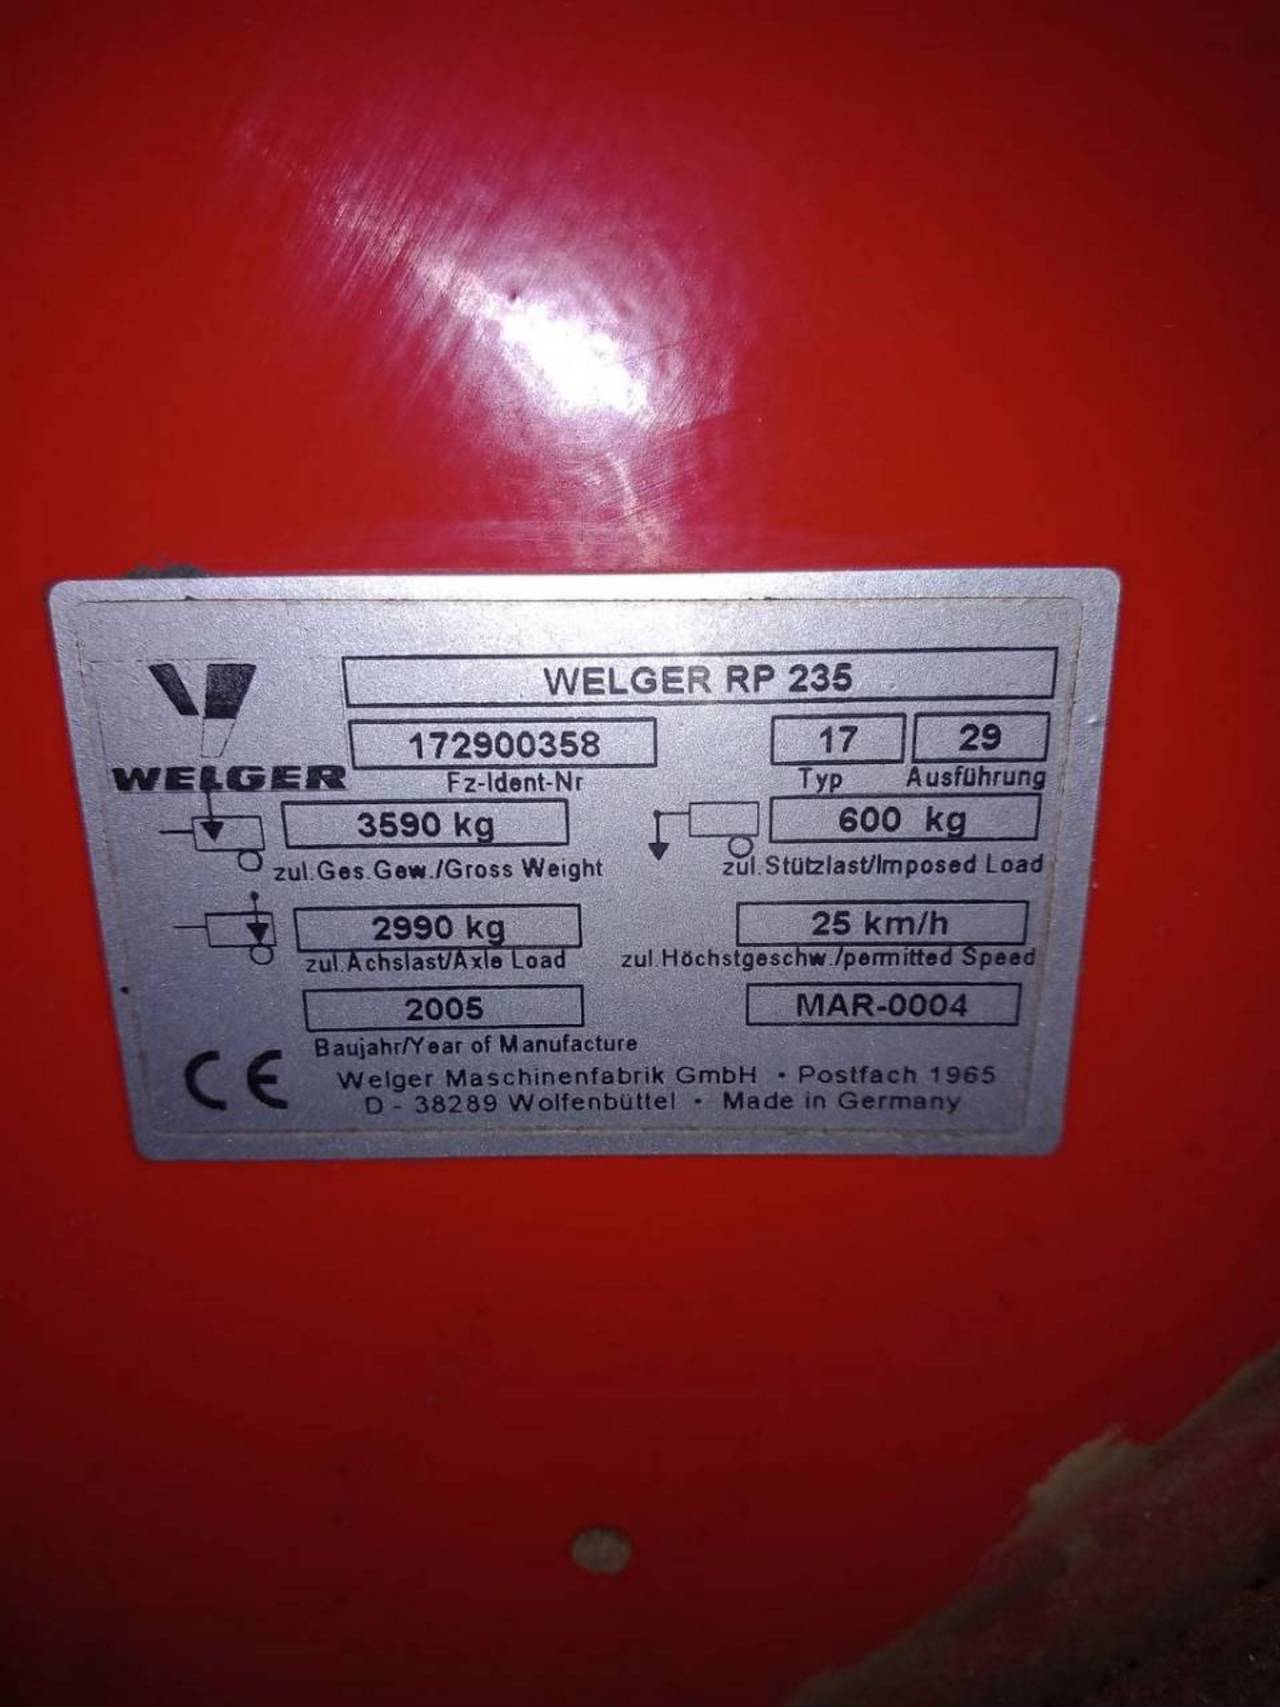 WELGER RP 235
WELGER
172900358
17
29
Fz-Ident-Nr
Typ
Ausführung
3590 kg
600 kg
zul.Ges.Gew./Gross Weight
zul.Stützlast/Imposed Load
2990 kg
25 km/h
zul.Achslast/Axle Load
zul.Höchstgeschw./permitted Speed
2005
MAR-0004
Baujahr/Year of Manufacture
CE
Welger Maschinenfabrik GmbH • Postfach 1965
D - 38289 Wolfenbüttel • Made in Germany